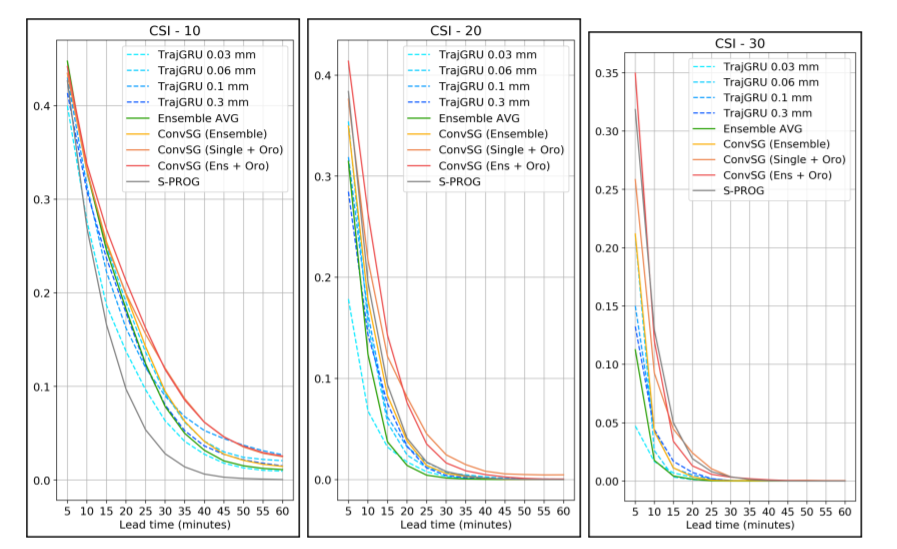 CSI - 10
TrajGRU 0.03 mm
TrajGRU 0.06 mm
TrajGRU 0.1 mm
TrajGRU 0.3 mm
Ensemble AVG
ConvSG (Ensemble)
ConvSG (Single + Oro)
ConvSG (Ens + Oro)
S-PROG
0.4
0.3
0.2
0.1
0.0
5 10 15 20 25 30 35 40 45 50 55 60
Lead time (minutes)
CSI - 20
TrajGRU 0.03 mm
TrajGRU 0.06 mm
TrajGRU 0.1 mm
TrajGRU 0.3 mm
Ensemble AVG
ConvSG (Ensemble)
ConvSG (Single + Oro)
ConvSG (Ens + Oro)
S-PROG
0.4
0.3
0.2
0.1
0.0
5 10 15 20 25 30 35 40 45 50 55 60
Lead time (minutes)
CSI - 30
TrajGRU 0.03 mm
TrajGRU 0.06 mm
TrajGRU 0.1 mm
TrajGRU 0.3 mm
Ensemble AVG
ConvSG (Ensemble)
ConvSG (Single + Oro)
ConvSG (Ens + Oro)
S-PROG
0.35
0.30
0.25
0.20
0.15
0.10
0.05
0.00
5 10 15 20 25 30 35 40 45 50 55 60
Lead time (minutes)